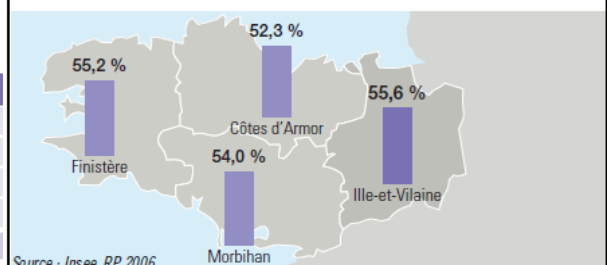 52,3 %
55,2 %
55,6 %
Côtes d'Armor
54,0 %
Finistère
Ille-et-Vilaine
Morbihan
Source : Insee, RP 2006